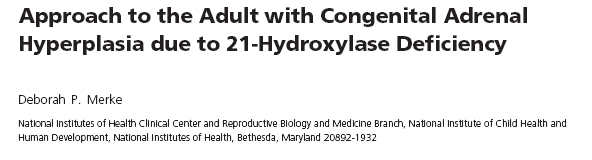 Approach to the Adult with Congenital Adrenal
Hyperplasia due to 21-Hydroxylase Deficiency
Deborah P. Merke
National Institutes of Health Clinical Center and Reproductive Biology and Medicine Branch, National Institute of Child Health and
Human Development, National Institutes of Health, Bethesda, Maryland 20892-1932